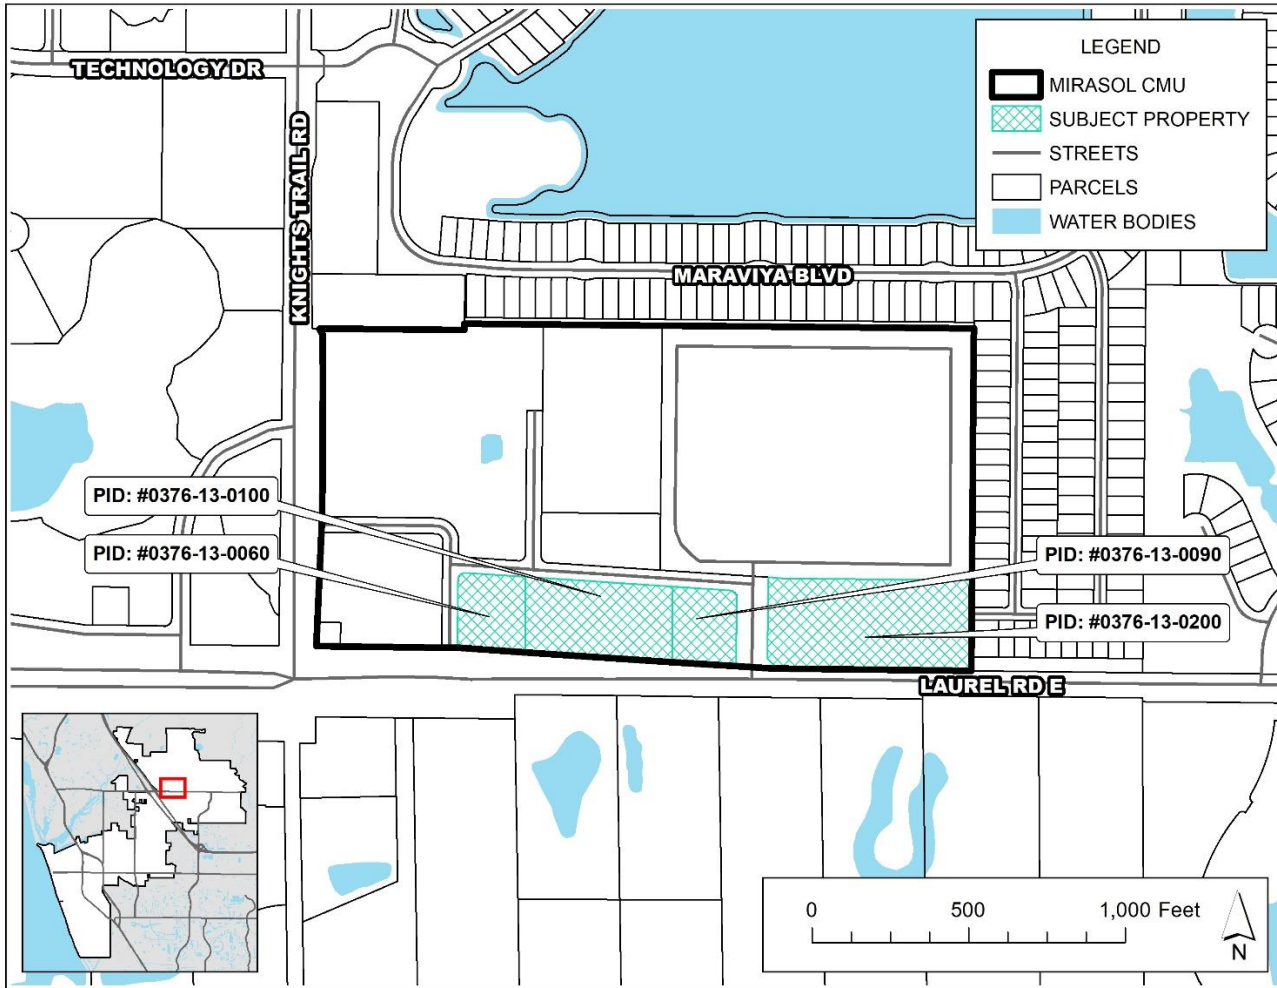 LEGEND
MIRASOL CMU
SUBJECT PROPERTY
STREETS
PARCELS
WATER BODIES
TECHNOLOGY DR
KNIGHTS TRAIL RD
MARAVIYA BLVD
PID: #0376-13-0100
PID: #0376-13-0060
PID: #0376-13-0090
PID: #0376-13-0200
LAUREL RD E
0 500 1,000 Feet
N